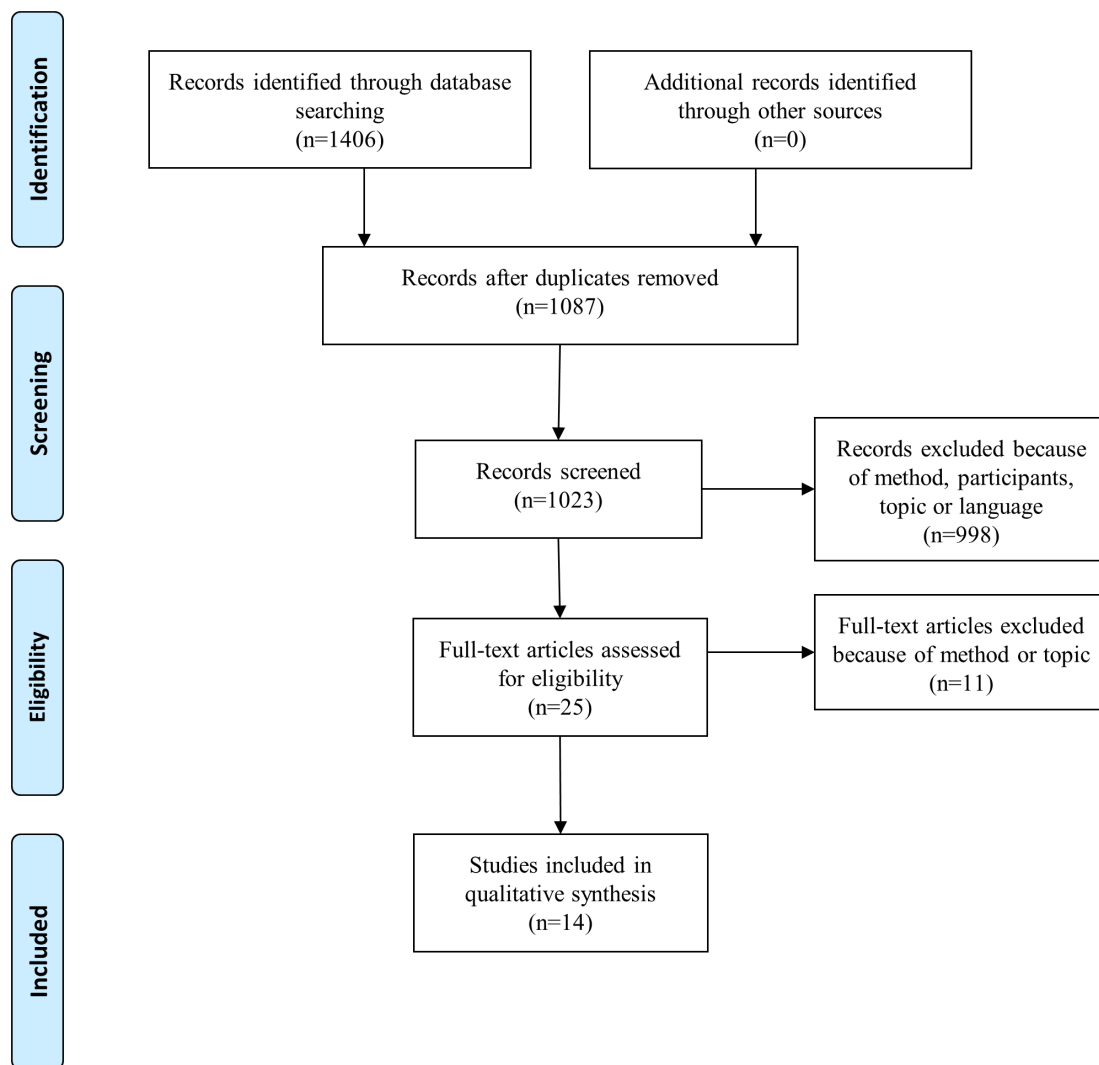 Identification
Records identified through database
searching
(n=1406)
Additional records identified
through other sources
(n=0)
Records after duplicates removed
(n=1087)
Screening
Records screened
(n=1023)
Records excluded because
of method, participants,
topic or language
(n=998)
Eligibility
Full-text articles assessed
for eligibility
(n=25)
Full-text articles excluded
because of method or topic
(n=11)
Included
Studies included in
qualitative synthesis
(n=14)